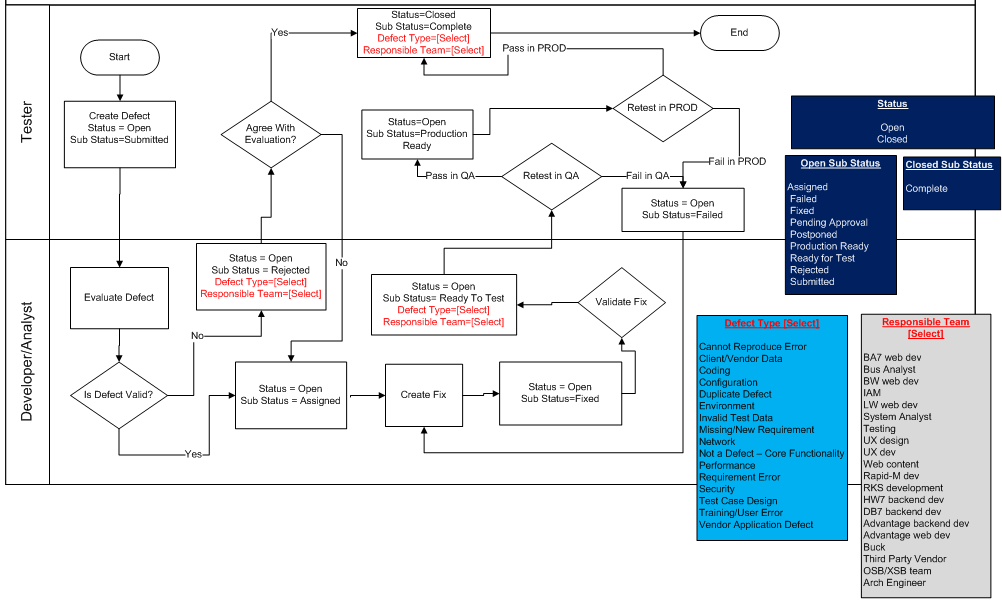 Tester
Start
Create Defect
Status = Open
Sub Status=Submitted
Yes
Agree With
Evaluation?
Status=Closed
Sub Status=Complete
Defect Type=[Select]
Responsible Team=[Select]
Pass in PROD
End
Status=Open
Sub Status=Production
Ready
Retest in PROD
Pass in QA
Retest in QA
Fail in QA
Fail in PROD
Status = Open
Sub Status=Failed
Developer/Analyst
Evaluate Defect
Status = Open
Sub Status = Rejected
Defect Type=[Select]
Responsible Team=[Select]
No
No
Is Defect Valid?
Yes
Status = Open
Sub Status = Assigned
Status = Open
Sub Status= Ready To Test
Defect Type=[Select]
Responsible Team=[Select]
Validate Fix
Create Fix
Status = Open
Sub Status=Fixed
Status
Open
Closed
Open Sub Status
Assigned
Failed
Fixed
Pending Approval
Postponed
Production Ready
Ready for Test
Rejected
Submitted
Closed Sub Status
Complete
Defect Type [Select]
Cannot Reproduce Error
Client/Vendor Data
Coding
Configuration
Duplicate Defect
Environment
Invalid Test Data
Missing/New Requirement
Network
Not a Defect – Core Functionality
Performance
Requirement Error
Security
Test Case Design
Training/User Error
Vendor Application Defect
Responsible Team
[Select]
BA7 web dev
Bus Analyst
BW web dev
IAM
LW web dev
System Analyst
Testing
UX design
UX dev
Web content
Rapid-M dev
RKS development
HW7 backend dev
DB7 backend dev
Advantage backend dev
Advantage web dev
Buck
Third Party Vendor
OSB/XSB team
Arch Engineer